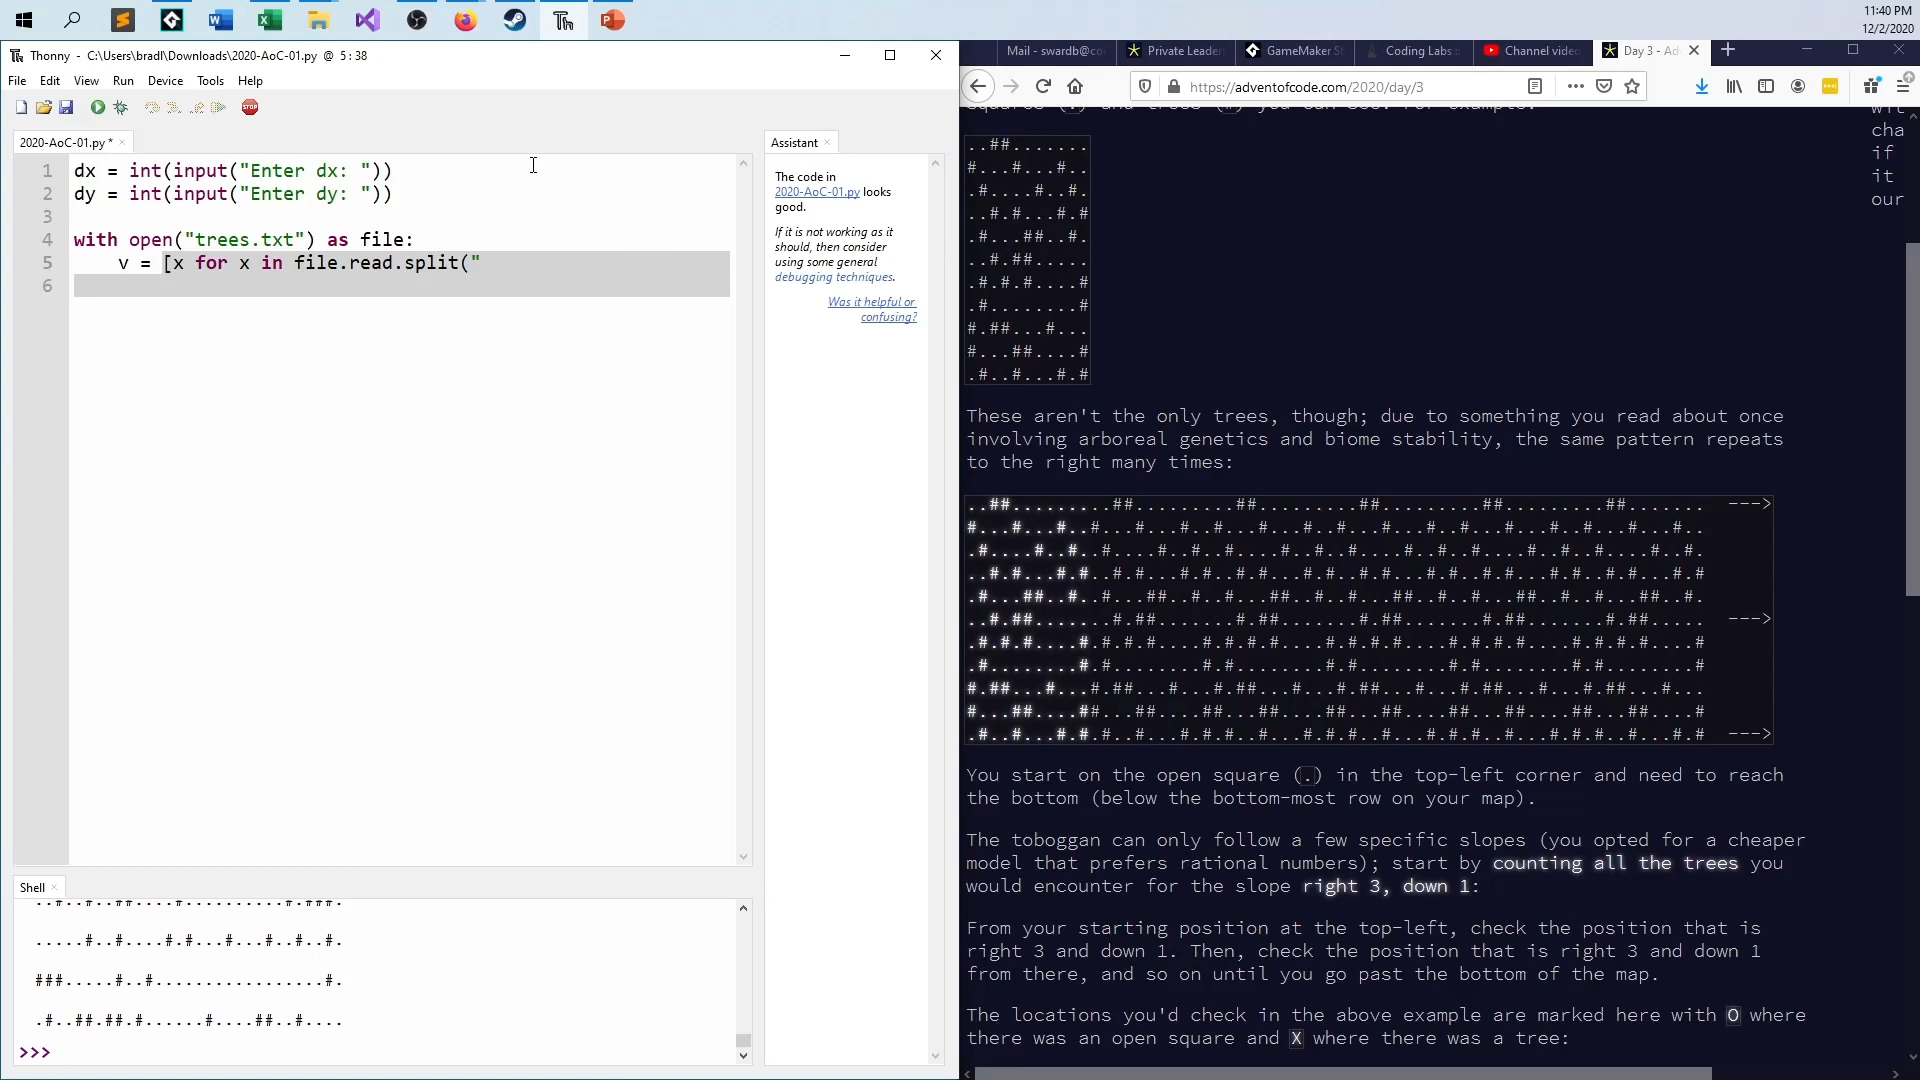 11:40 PM
12/2/2020
Thonny - C:\Users\bradl\Downloads\2020-AoC-01.py @ 5:38
File Edit View Run Device Tools Help
STOP
2020-AoC-01.py *
1 dx = int(input("Enter dx: "))
2 dy = int(input("Enter dy: "))
3
4 with open("trees.txt") as file:
5 v = [x for x in file.read.split("
6
Assistant
The code in
2020-AoC-01.py looks
good.
If it is not working as it
should, then consider
using some general
debugging techniques.
Was it helpful or
confusing?
Shell
.....#..#....#.#...#...#..#..#.
###.....#..#.................#.
.#..##.##.#......#....##..#....
>>>
Mail - swardb@co
Private Leader
GameMaker S
Coding Labs ::
Channel video
Day 3 - Ad
https://adventofcode.com/2020/day/3
..##.......
#...#...#..
.#....#..#.
..#.#...#.#
.#...##..#.
..#.##.....
.#.#.#....#
.#........#
#.##...#...
#...##....#
.#..#...#.#
cha
if
it
our
These aren't the only trees, though; due to something you read about once
involving arboreal genetics and biome stability, the same pattern repeats
to the right many times:
..##.........##.........##.........##.........##.........##....... --->
#...#...#..#...#...#..#...#...#..#...#...#..#...#...#..#...#...#..
.#....#..#..#....#..#..#....#..#..#....#..#..#....#..#..#....#..#.
..#.#...#.#..#.#...#.#..#.#...#.#..#.#...#.#..#.#...#.#..#.#...#.#
.#...##..#..#...##..#..#...##..#..#...##..#..#...##..#..#...##..#.
..#.##.......#.##.......#.##.......#.##.......#.##.......#.##..... --->
.#.#.#....#.#.#.#....#.#.#.#....#.#.#.#....#.#.#.#....#.#.#.#....#
.#........#.#........#.#........#.#........#.#........#.#........#
#.##...#...#.##...#...#.##...#...#.##...#...#.##...#...#.##...#...
#...##....##...##....##...##....##...##....##...##....##...##....#
.#..#...#.#.#..#...#.#.#..#...#.#.#..#...#.#.#..#...#.#.#..#...#.# --->
You start on the open square (.) in the top-left corner and need to reach
the bottom (below the bottom-most row on your map).
The toboggan can only follow a few specific slopes (you opted for a cheaper
model that prefers rational numbers); start by counting all the trees you
would encounter for the slope right 3, down 1:
From your starting position at the top-left, check the position that is
right 3 and down 1. Then, check the position that is right 3 and down 1
from there, and so on until you go past the bottom of the map.
The locations you'd check in the above example are marked here with O where
there was an open square and X where there was a tree: